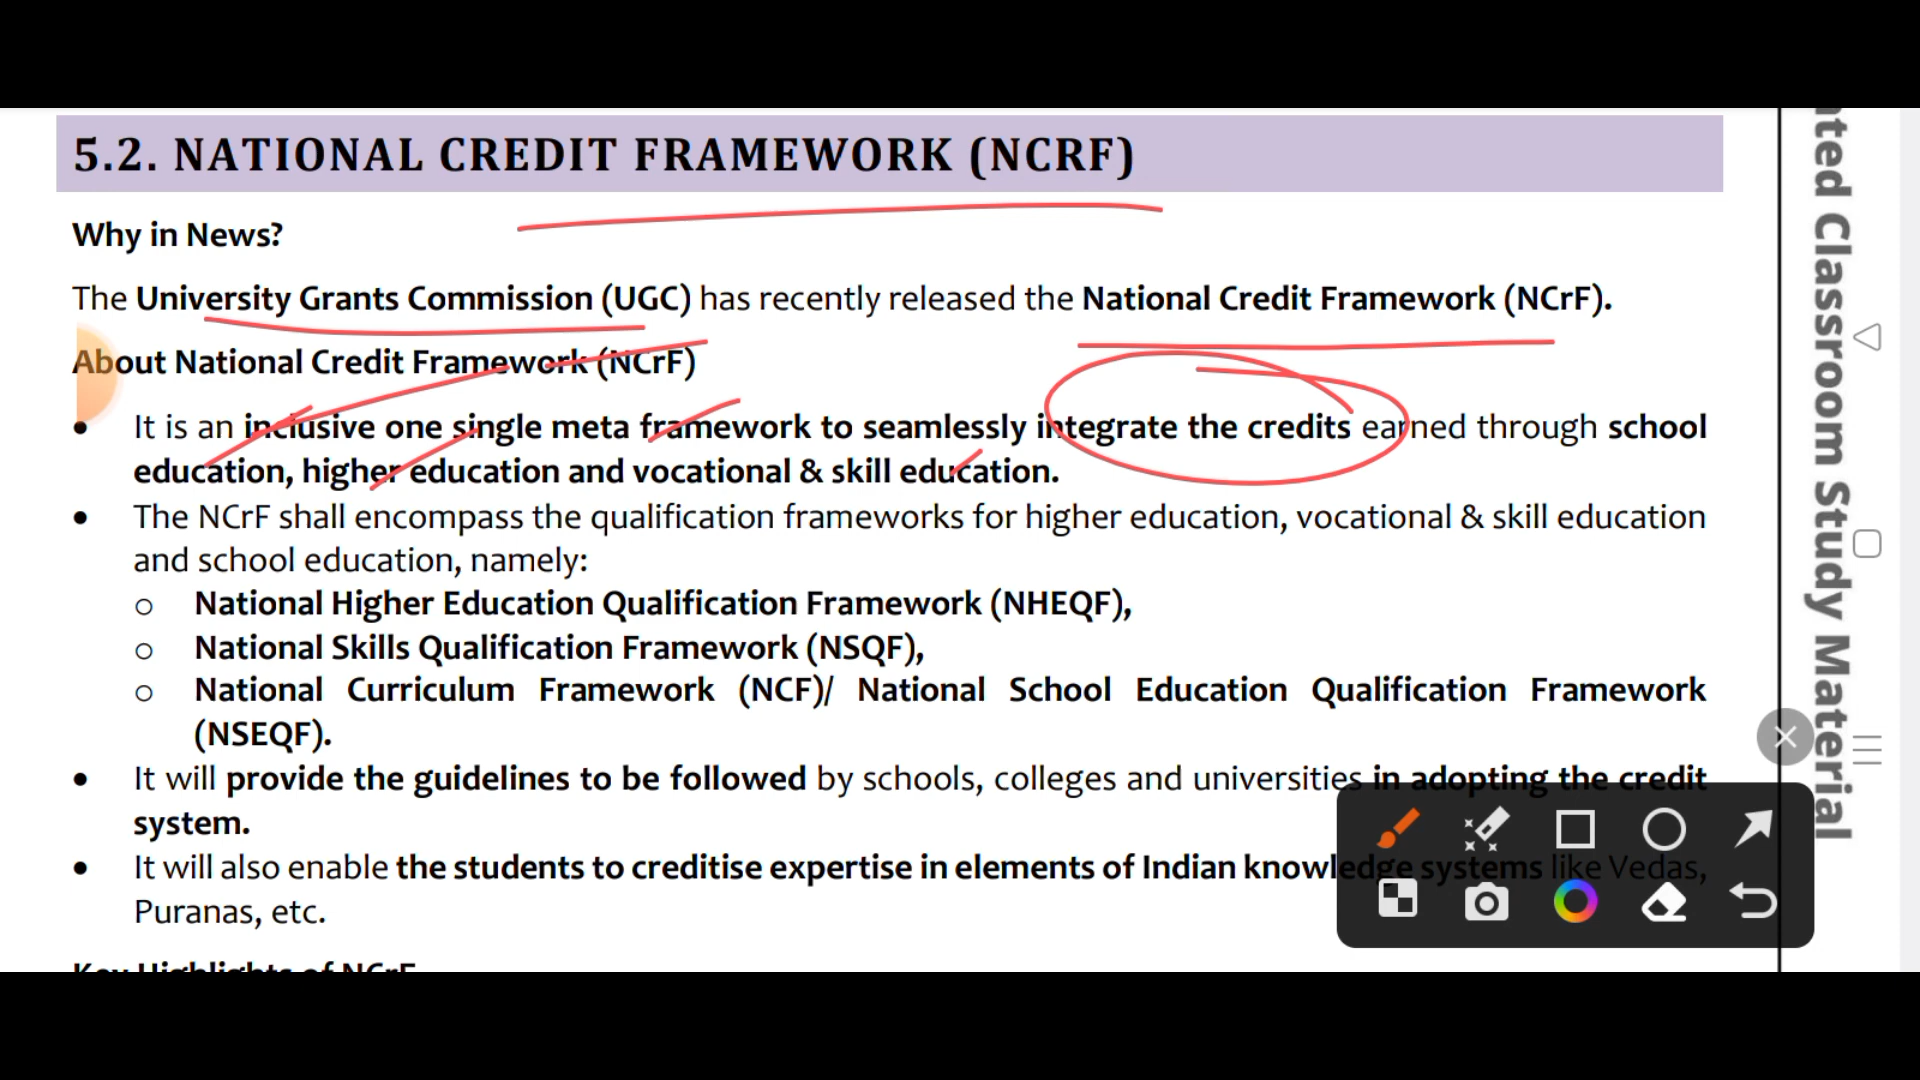 5.2. NATIONAL CREDIT FRAMEWORK (NCRF)
Why in News?
The University Grants Commission (UGC) has recently released the National Credit Framework (NCrF).
About National Credit Framework (NCrF)
• It is an inclusive one single meta framework to seamlessly integrate the credits earned through school
education, higher education and vocational & skill education.
• The NCrF shall encompass the qualification frameworks for higher education, vocational & skill education
and school education, namely:
o National Higher Education Qualification Framework (NHEQF),
o National Skills Qualification Framework (NSQF),
o National Curriculum Framework (NCF)/ National School Education Qualification Framework
(NSEQF).
• It will provide the guidelines to be followed by schools, colleges and universities in adopting the credit
system.
• It will also enable the students to creditise expertise in elements of Indian knowledge systems like Vedas,
Puranas, etc.
Key Highlights of NCrF
Classroom Study Material